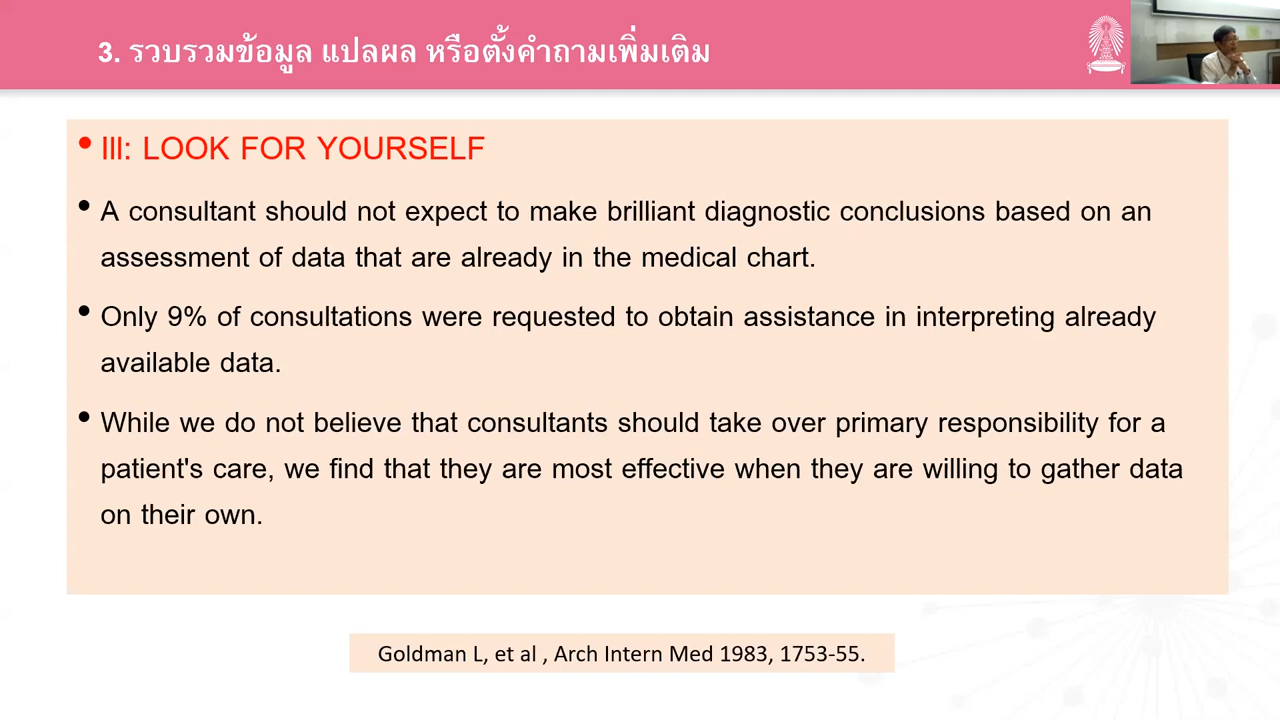 3. รวบรวมข้อมูล แปลผล หรือตั้งคำถามเพิ่มเติม
• III: LOOK FOR YOURSELF
• A consultant should not expect to make brilliant diagnostic conclusions based on an
assessment of data that are already in the medical chart.
• Only 9% of consultations were requested to obtain assistance in interpreting already
available data.
• While we do not believe that consultants should take over primary responsibility for a
patient's care, we find that they are most effective when they are willing to gather data
on their own.
Goldman L, et al , Arch Intern Med 1983, 1753-55.